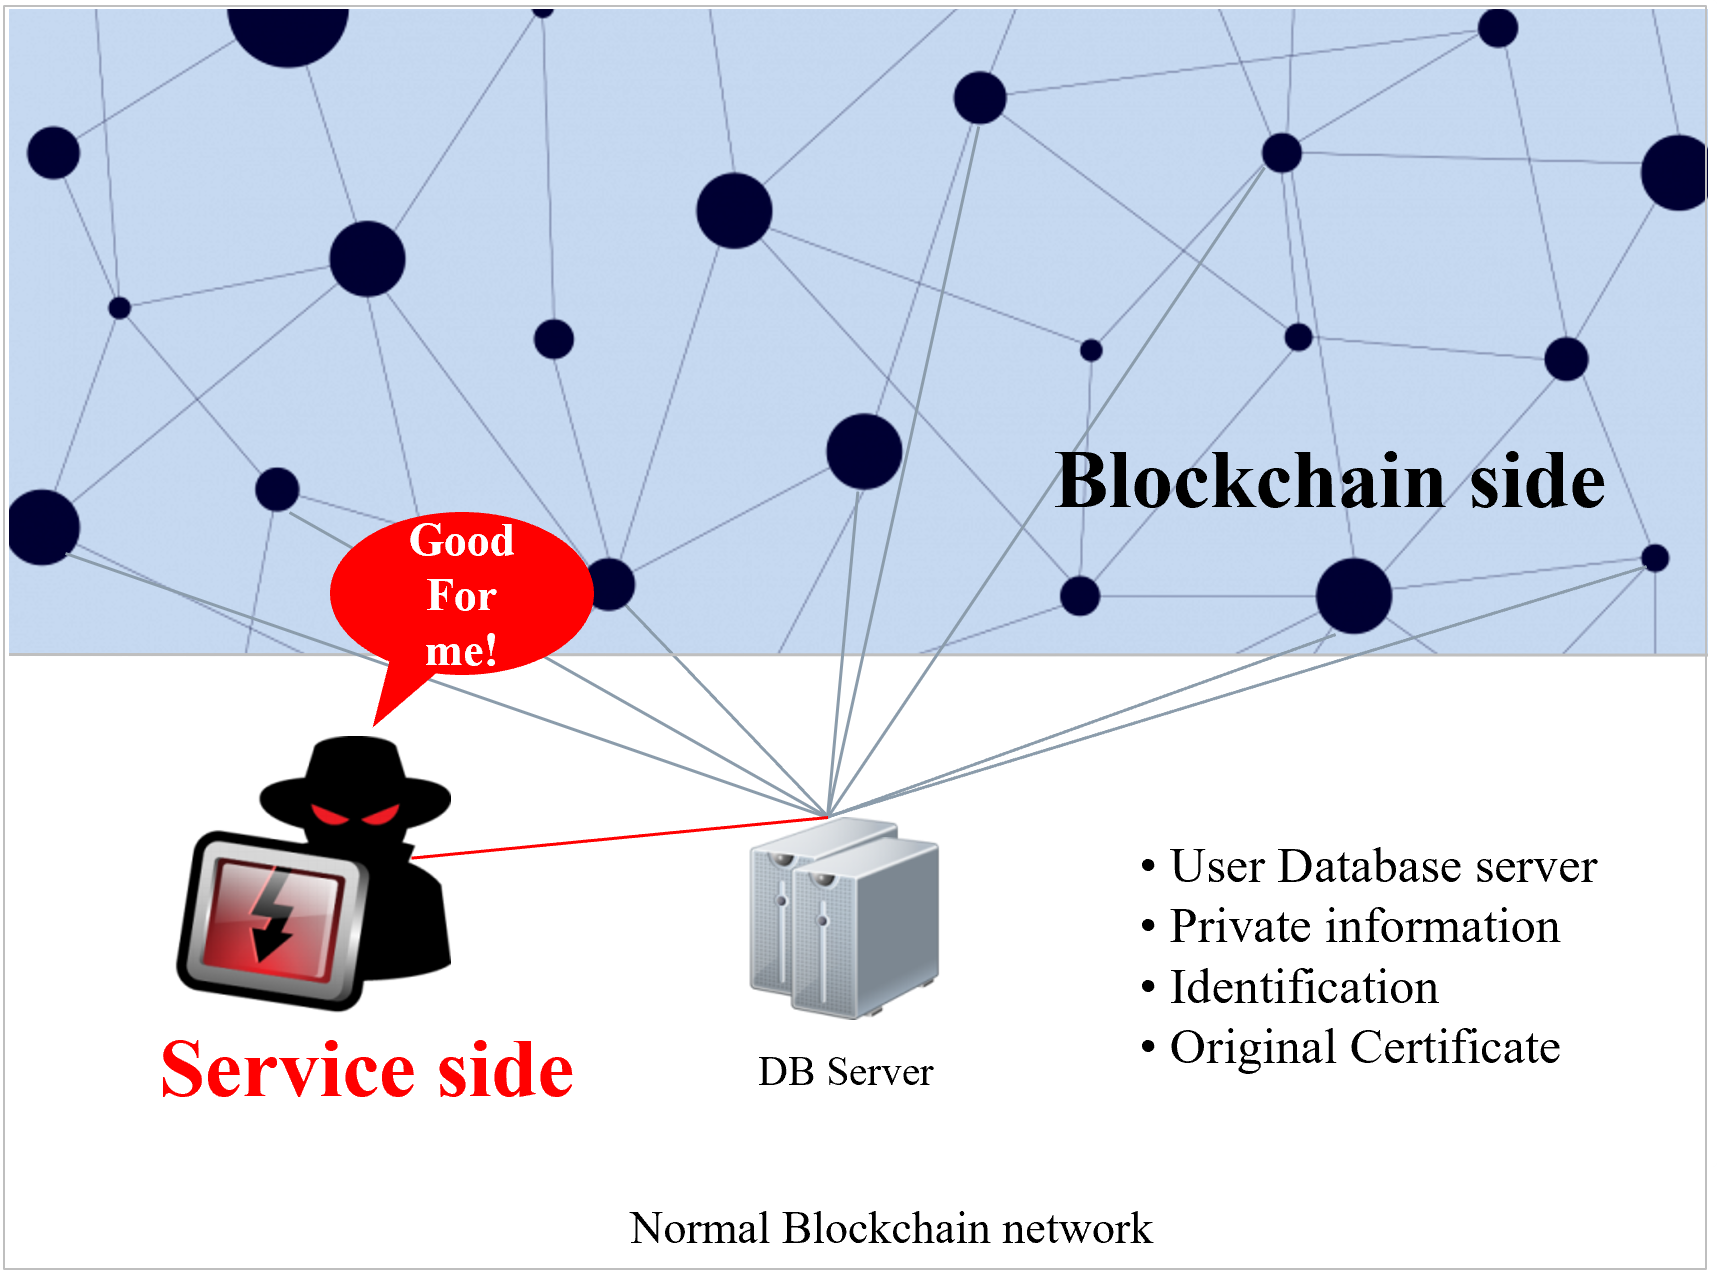 Blockchain side
Good
For
me!
Service side
DB Server
• User Database server
• Private information
• Identification
• Original Certificate
Normal Blockchain network